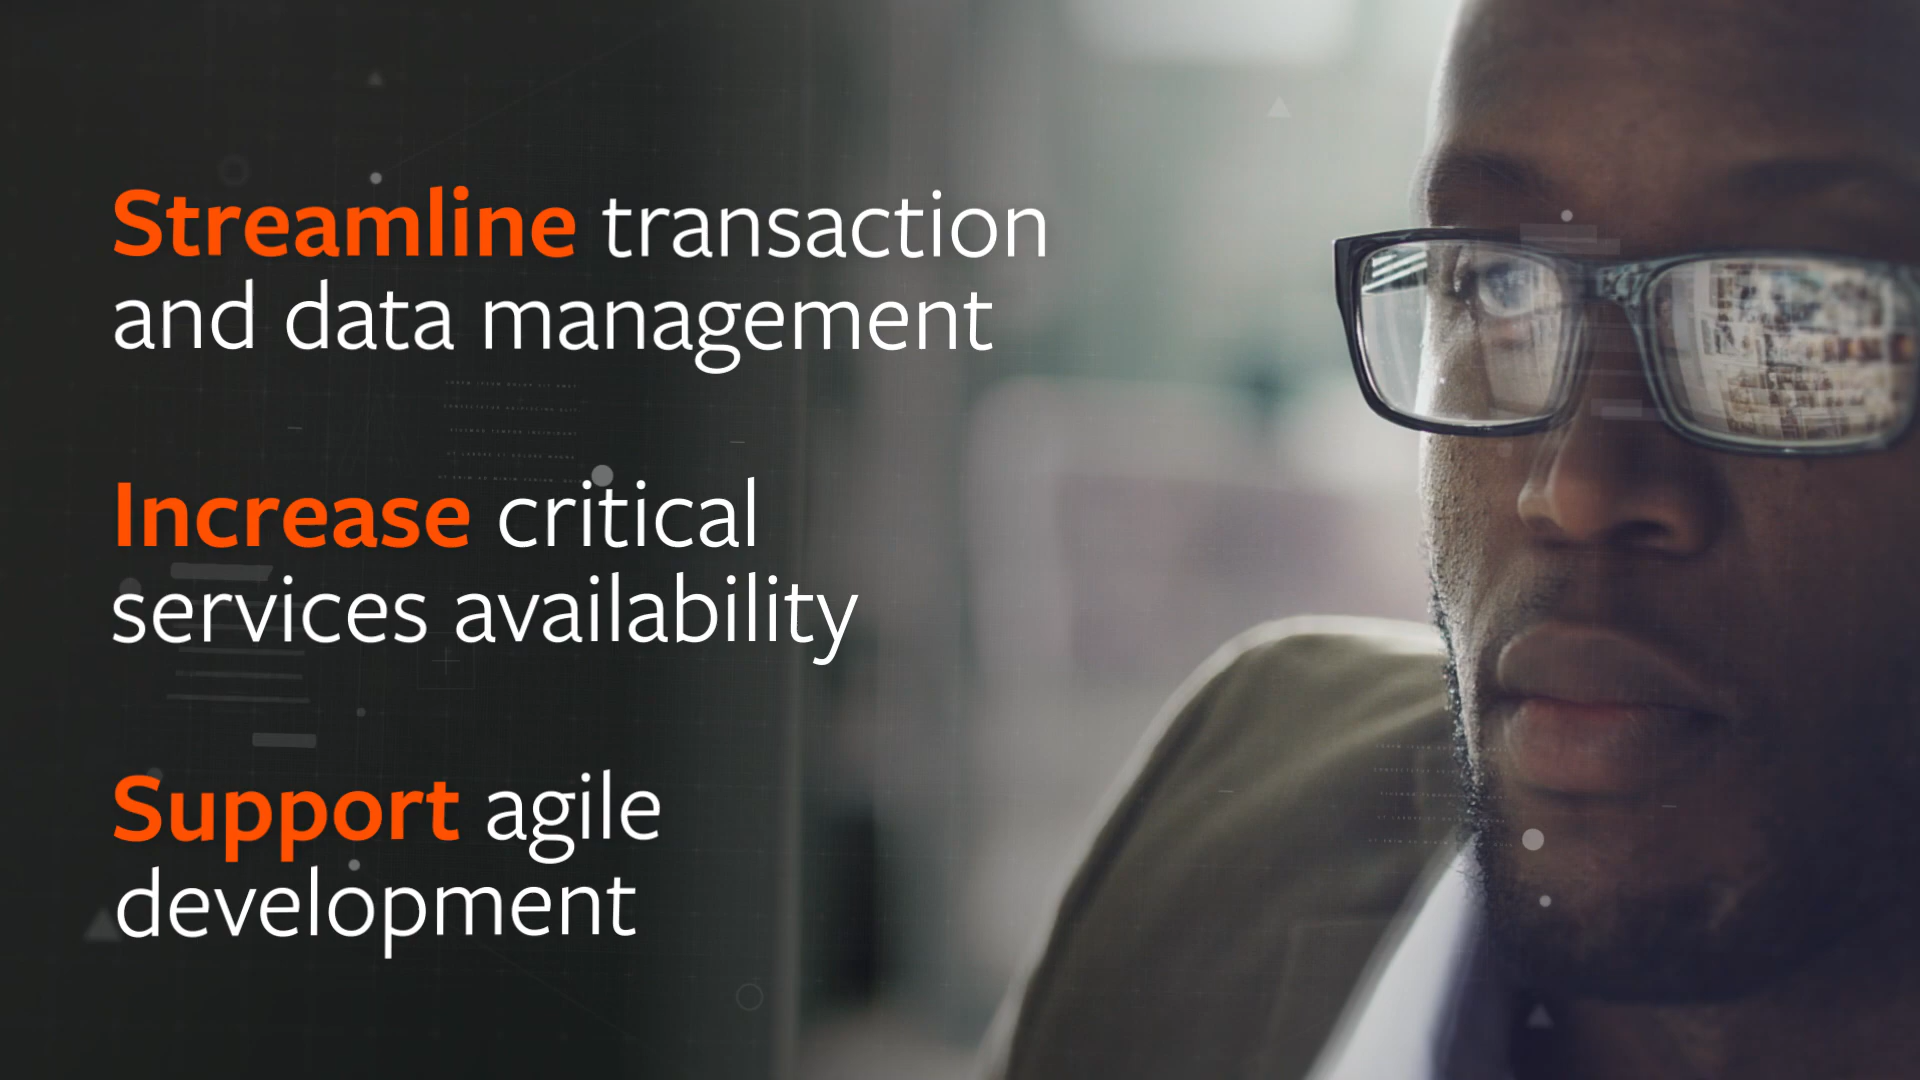 Streamline transaction
and data management
Increase critical
services availability
Support agile
development